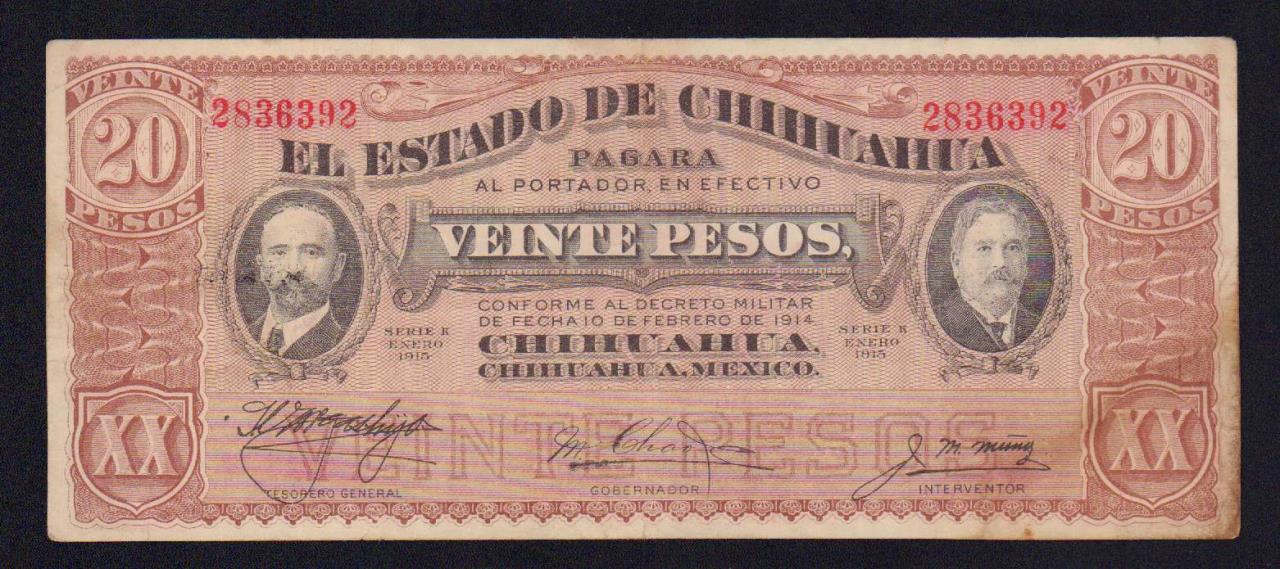 VEINTE
20
PESOS
2836392
2836392
VEINTE
20
PESOS
EL ESTADO DE CHIHUAHUA
PAGARA
AL PORTADOR, EN EFECTIVO
VEINTE PESOS,
CONFORME AL DECRETO MILITAR
DE FECHA 10 DE FEBRERO DE 1914
CHIHUAHUA,
CHIHUAHUA, MEXICO.
SERIE K
ENERO
1915
SERIE K
ENERO
1915
XX
VEINTE PESOS
XX
M. Chao
J. M. Muñoz
TESORERO GENERAL
GOBERNADOR
INTERVENTOR